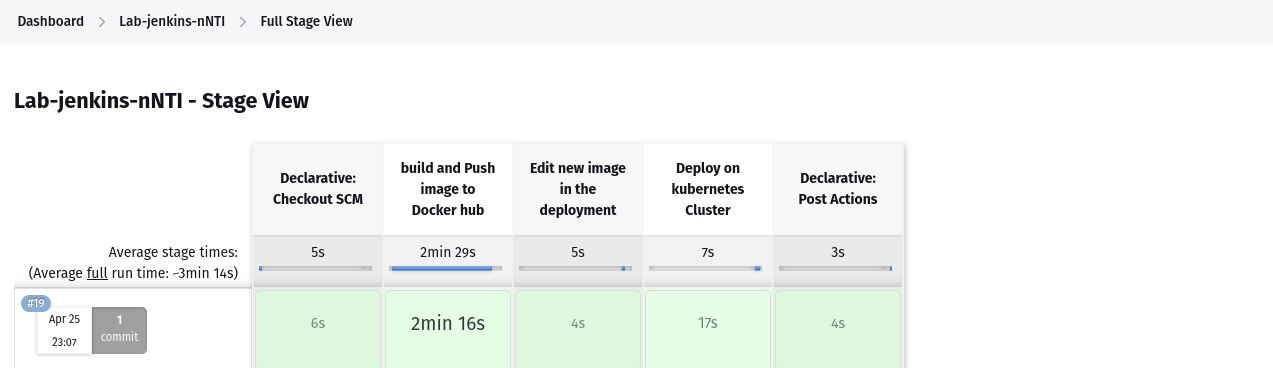 Dashboard
Lab-jenkins-nNTI
Full Stage View
Lab-jenkins-nNTI - Stage View
Declarative:
Checkout SCM
build and Push
image to
Docker hub
Edit new image
in the
deployment
Deploy on
kubernetes
Cluster
Declarative:
Post Actions
Average stage times:
(Average full run time: ~3min 14s)
5s
2min 29s
5s
7s
3s
#19
Apr 25
23:07
1
commit
6s
2min 16s
4s
17s
4s